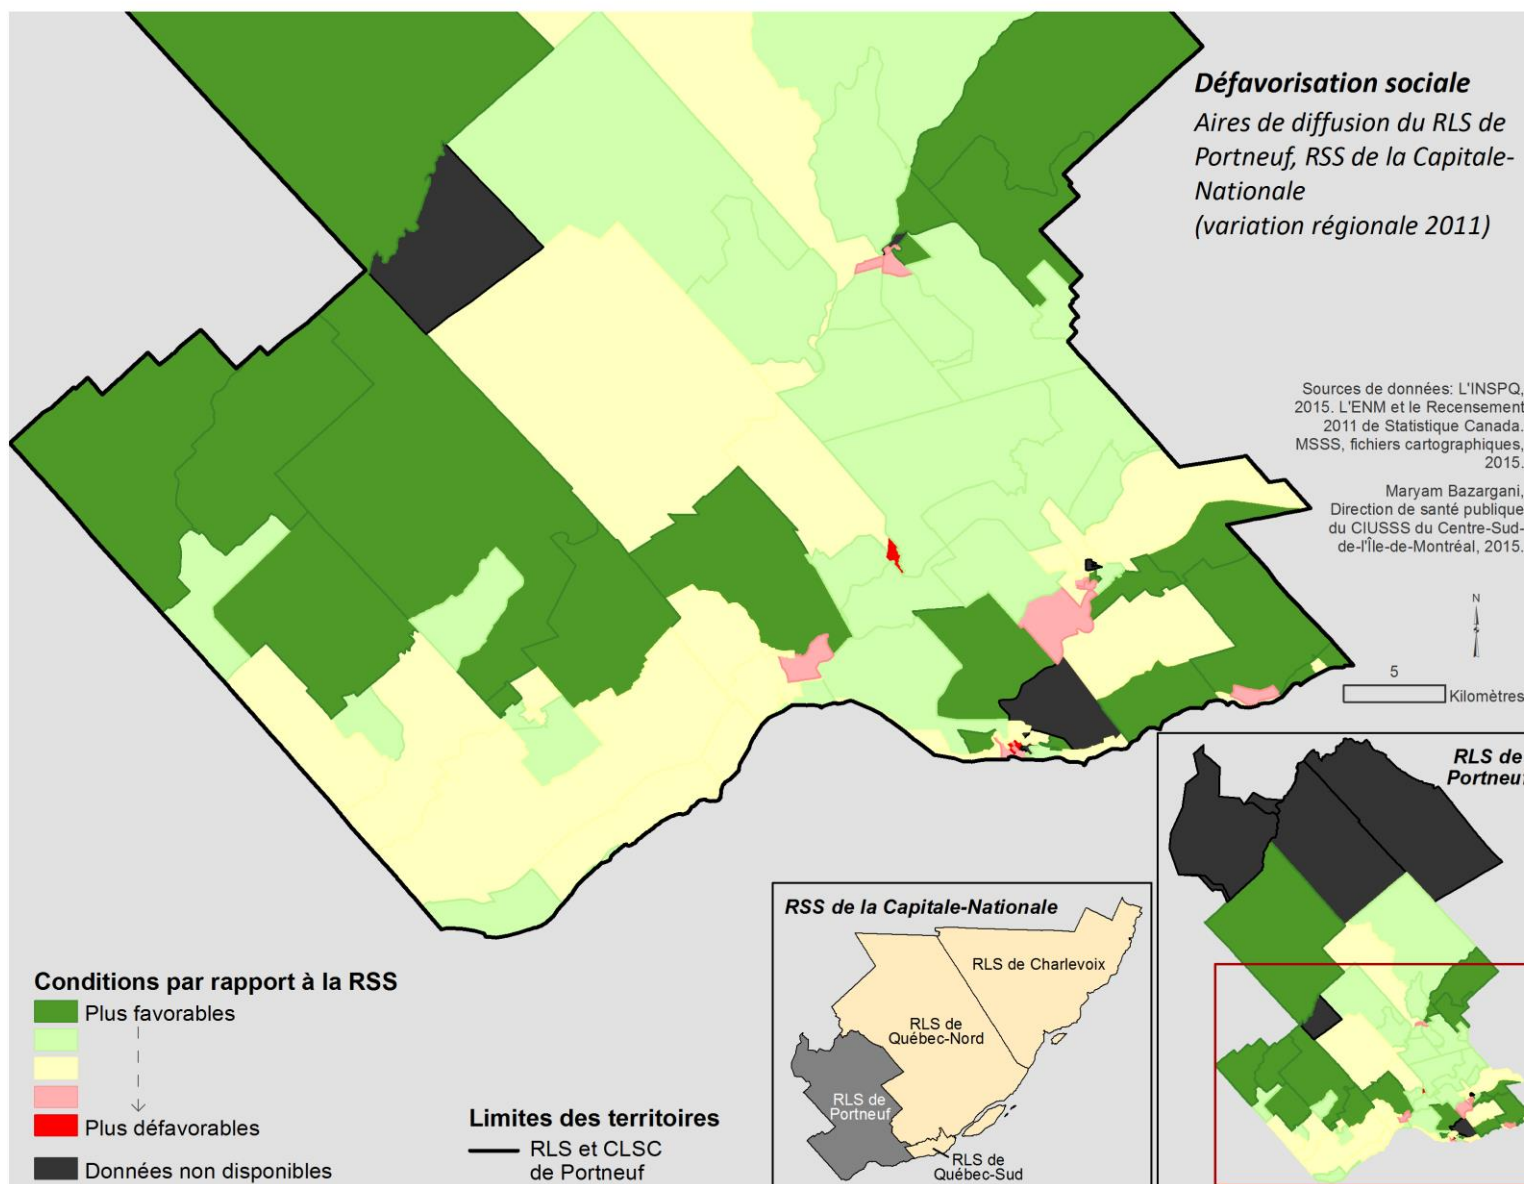 Défavorisation sociale
Aires de diffusion du RLS de
Portneuf, RSS de la Capitale-
Nationale
(variation régionale 2011)
Sources de données: L'INSPQ,
2015. L'ENM et le Recensement
2011 de Statistique Canada.
MSSS, fichiers cartographiques,
2015.
Maryam Bazargani,
Direction de santé publique
du CIUSSS du Centre-Sud-
de-l'Île-de-Montréal, 2015.
N
5
Kilomètres
RLS de
Portneuf
RSS de la Capitale-Nationale
RLS de Charlevoix
RLS de
Québec-Nord
RLS de
Portneuf
RLS de
Québec-Sud
Conditions par rapport à la RSS
Plus favorables
Plus défavorables
Données non disponibles
Limites des territoires
RLS et CLSC
de Portneuf